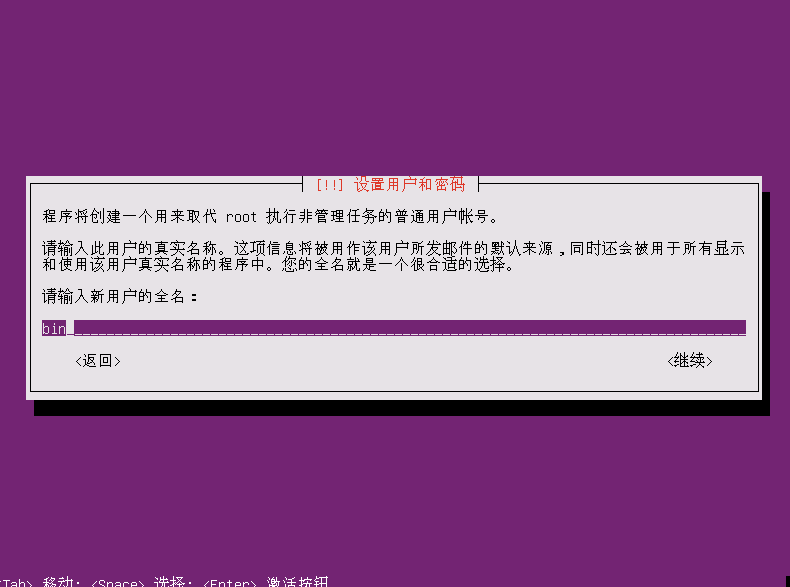 [!!] 设置用户和密码
程序将创建一个用来取代 root 执行非管理任务的普通用户帐号。
请输入此用户的真实名称。这项信息将被用作该用户所发邮件的默认来源，同时还会被用于所有显示
和使用该用户真实名称的程序中。您的全名就是一个很合适的选择。
请输入新用户的全名：
bin
<返回> <继续>
<Tab> 移动; <Space> 选择; <Enter> 激活按钮